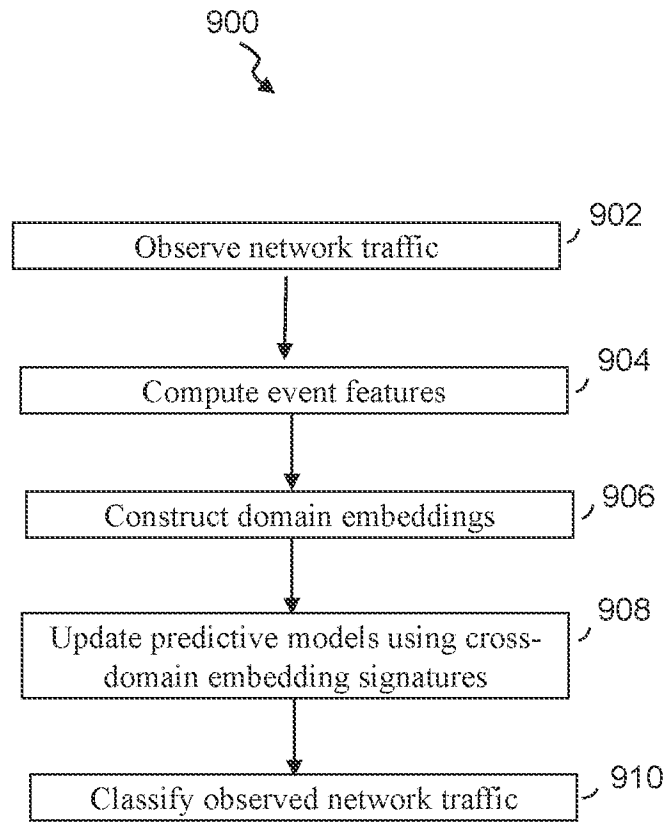 900
902
Observe network traffic
904
Compute event features
906
Construct domain embeddings
908
Update predictive models using cross-
domain embedding signatures
910
Classify observed network traffic